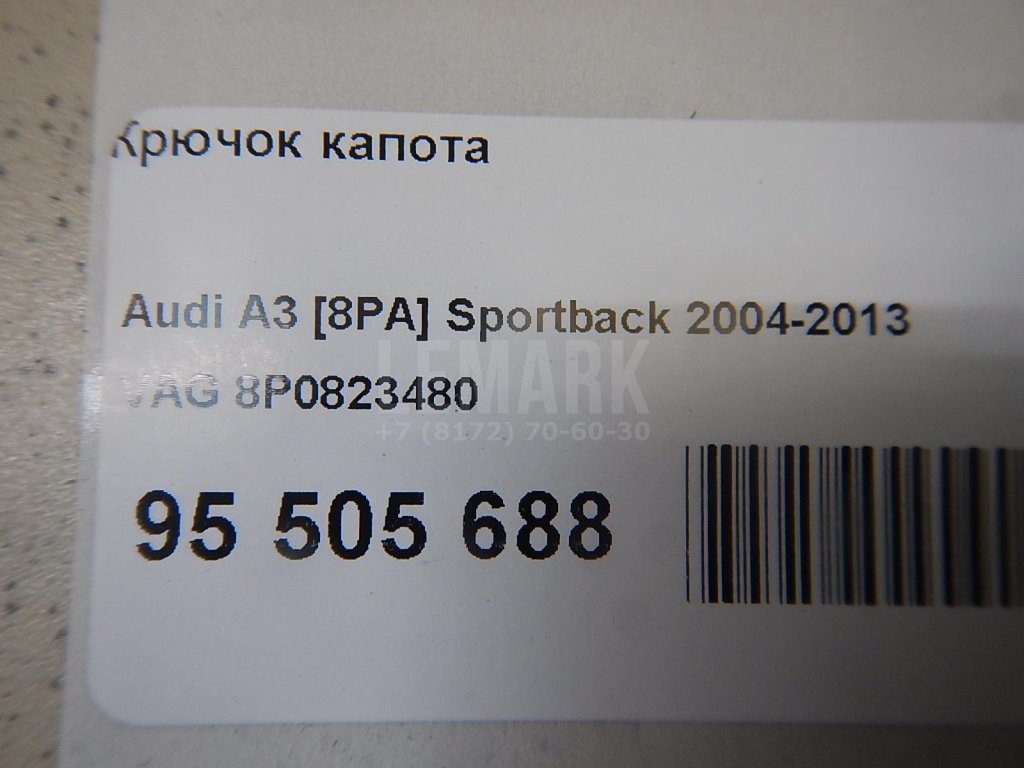 Крючок капота
Audi A3 [8PA] Sportback 2004-2013
VAG 8P0823480
LEMARK
+7 (8172) 70-60-30
95 505 688